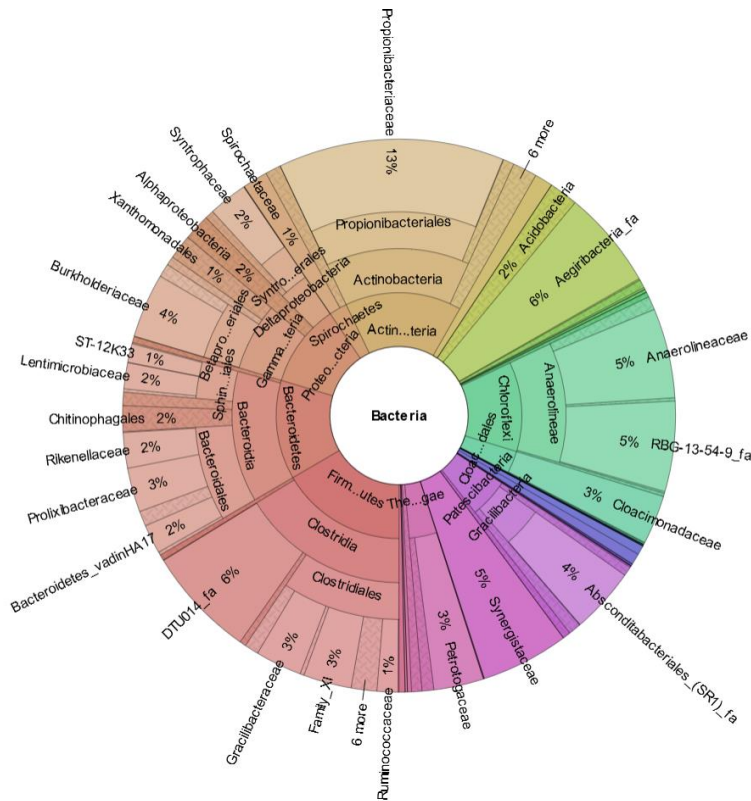 Propionibacteriaceae
13%
6 more
Propionibacteriales
Actinobacteria
Actin...teria
2% Acidobacteria
6% Aegiribacteria_fa
5% Anaerolineaceae
5% RBG-13-54-9_fa
Anaerolineae
Chloroflexi
3% Cloacimonadaceae
Cloac...dales
Patescibacteria
Gracilibacteria
4% Absconditabacteriales_(SR1)_fa
5% Synergistaceae
3% Petrotogaceae
The...gae
Bacteria
Ruminococcaceae 1%
6 more
Family_XI 3%
Gracilibacteraceae 3%
Clostridiales
Clostridia
Firm...utes
DTU014_fa 6%
Bacteroidetes_vadinHA17 2%
Prolixibacteraceae 3%
Rikenellaceae 2%
Bacteroidales
Chitinophagales 2%
Lentimicrobiaceae 2%
ST-12K33 1%
Sphin...iales
Bacteroidia
Bacteroidetes
Burkholderiaceae 4%
Betapro...eriales
Xanthomonadales 1%
Gamma...teria
Alphaproteobacteria 2%
Syntrophaceae 2%
Syntro...erales
Deltaproteobacteria
Proteo...cteria
Spirochaetaceae 1%
Spirochaetes